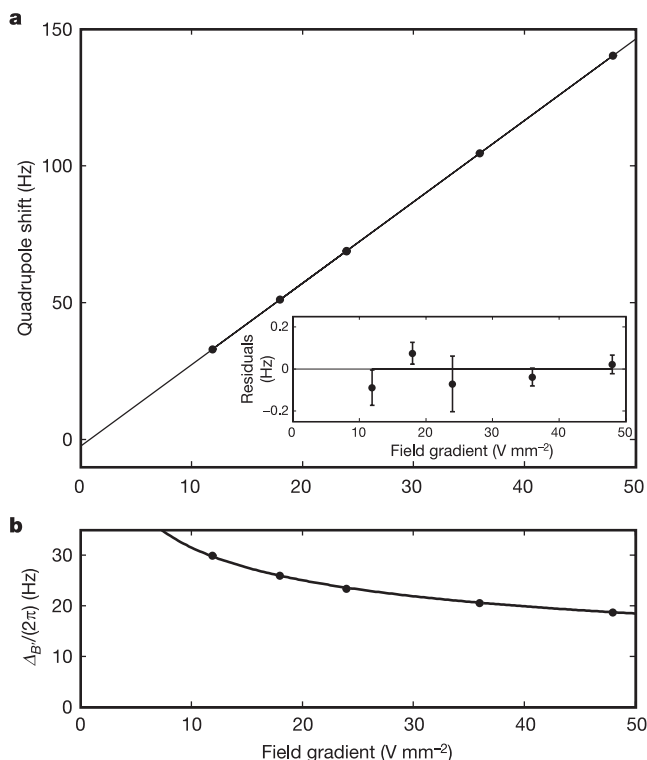 a
150
100
50
0
Quadrupole shift (Hz)
0.2
0
−0.2
Residuals
(Hz)
0 10 20 30 40 50
Field gradient (V mm⁻²)
0 10 20 30 40 50
b
30
20
10
0
Δ_B′/(2π) (Hz)
0 10 20 30 40 50
Field gradient (V mm⁻²)